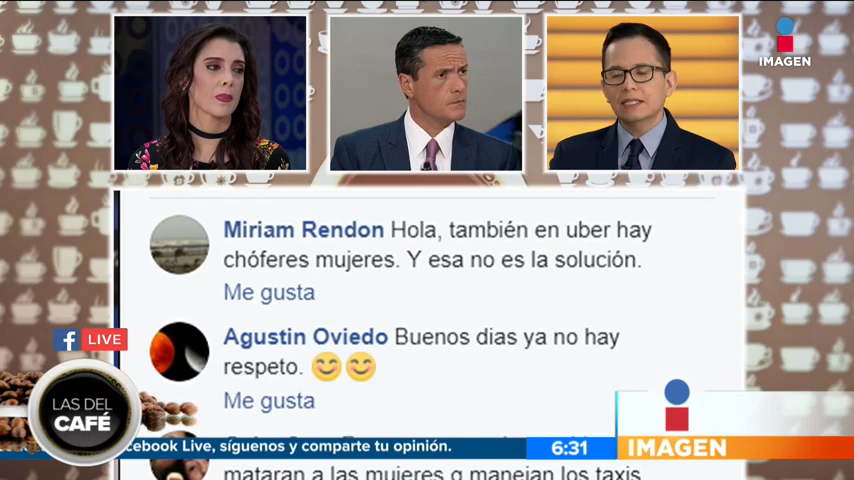 IMAGEN
Miriam Rendon Hola, también en uber hay
chóferes mujeres. Y esa no es la solución.
Me gusta
f LIVE
Agustin Oviedo Buenos dias ya no hay
respeto. 😊😊
Me gusta
LAS DEL
CAFÉ
cebook Live, síguenos y comparte tu opinión.
6:31
IMAGEN
mataran a las mujeres q manejan los taxis